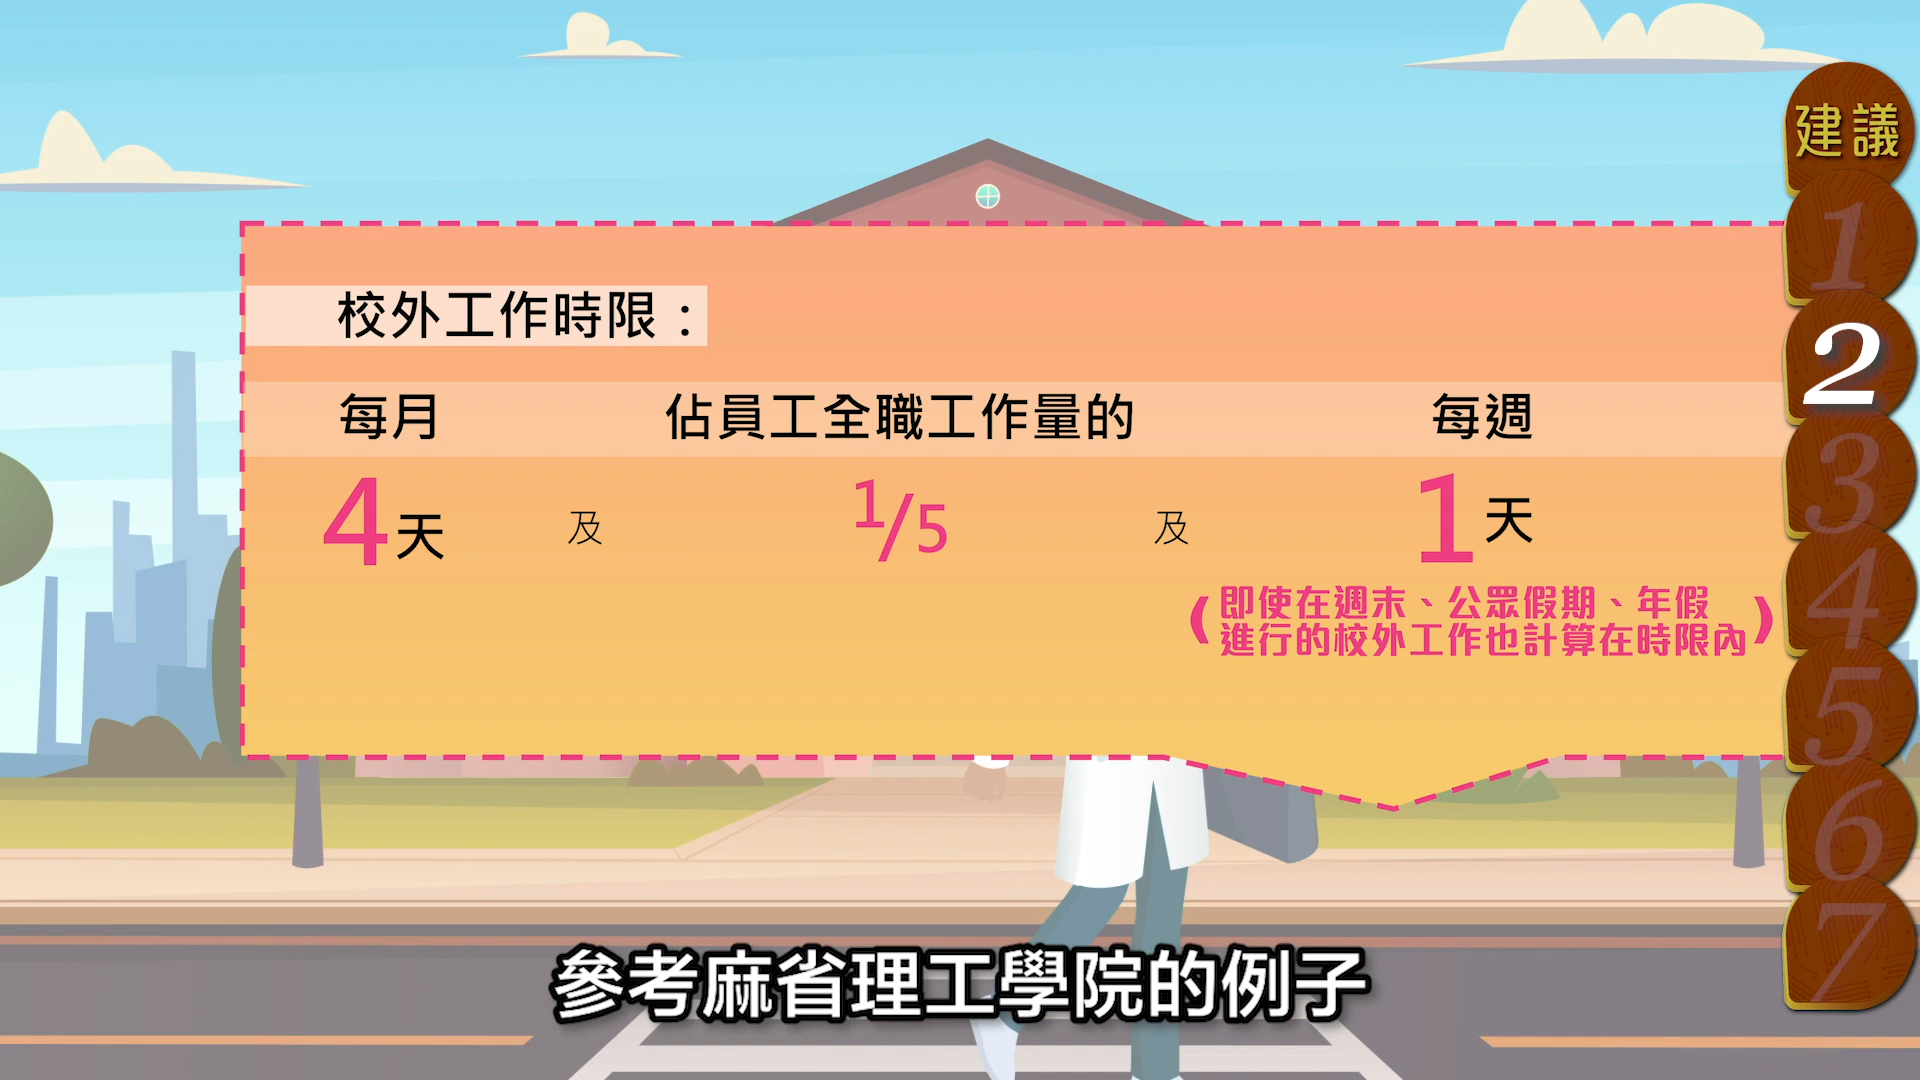 建議
1
2
3
4
5
6
7
校外工作時限：
每月 佔員工全職工作量的 每週
4天 及 1/5 及 1天
(即使在週末、公眾假期、年假
進行的校外工作也計算在時限內)
參考麻省理工學院的例子